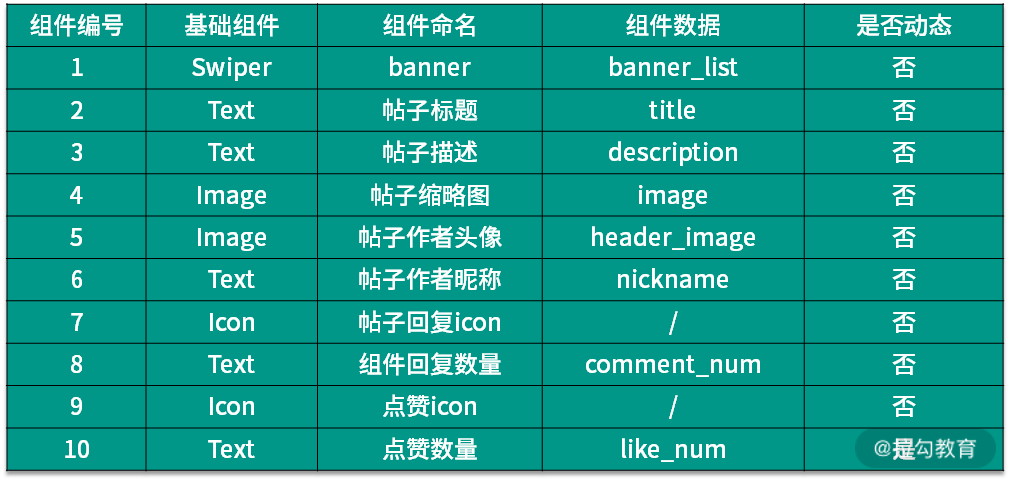 组件编号 基础组件 组件命名 组件数据 是否动态
1 Swiper banner banner_list 否
2 Text 帖子标题 title 否
3 Text 帖子描述 description 否
4 Image 帖子缩略图 image 否
5 Image 帖子作者头像 header_image 否
6 Text 帖子作者昵称 nickname 否
7 Icon 帖子回复icon / 否
8 Text 组件回复数量 comment_num 否
9 Icon 点赞icon / 否
10 Text 点赞数量 like_num 是
@拉勾教育